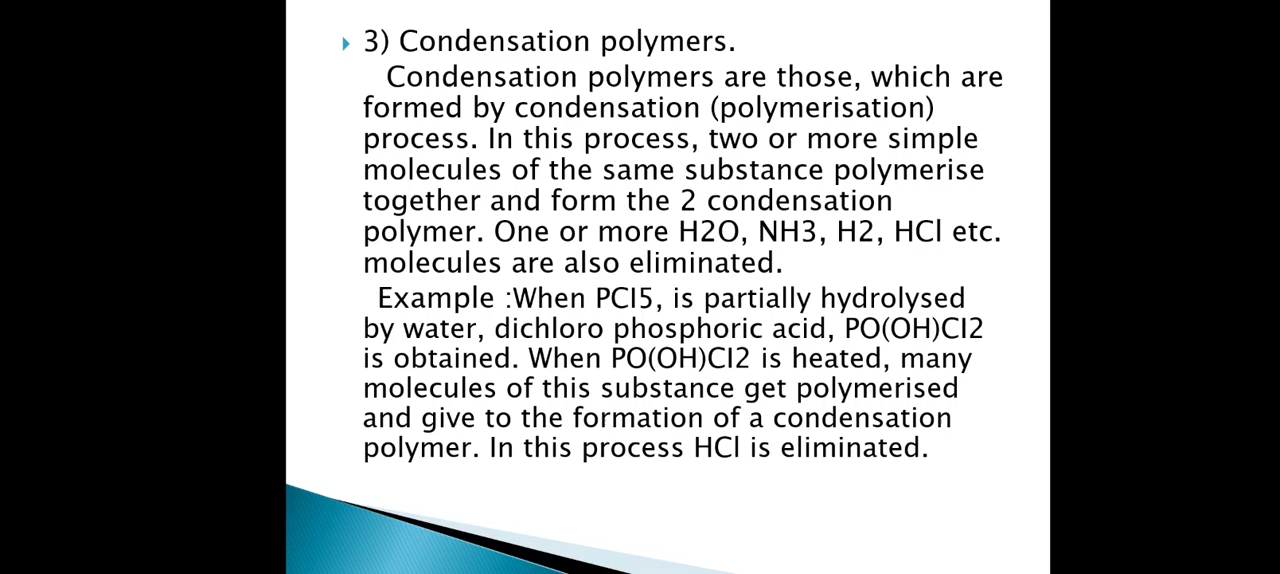 3) Condensation polymers.
Condensation polymers are those, which are
formed by condensation (polymerisation)
process. In this process, two or more simple
molecules of the same substance polymerise
together and form the 2 condensation
polymer. One or more H2O, NH3, H2, HCl etc.
molecules are also eliminated.
Example :When PCI5, is partially hydrolysed
by water, dichloro phosphoric acid, PO(OH)CI2
is obtained. When PO(OH)CI2 is heated, many
molecules of this substance get polymerised
and give to the formation of a condensation
polymer. In this process HCl is eliminated.